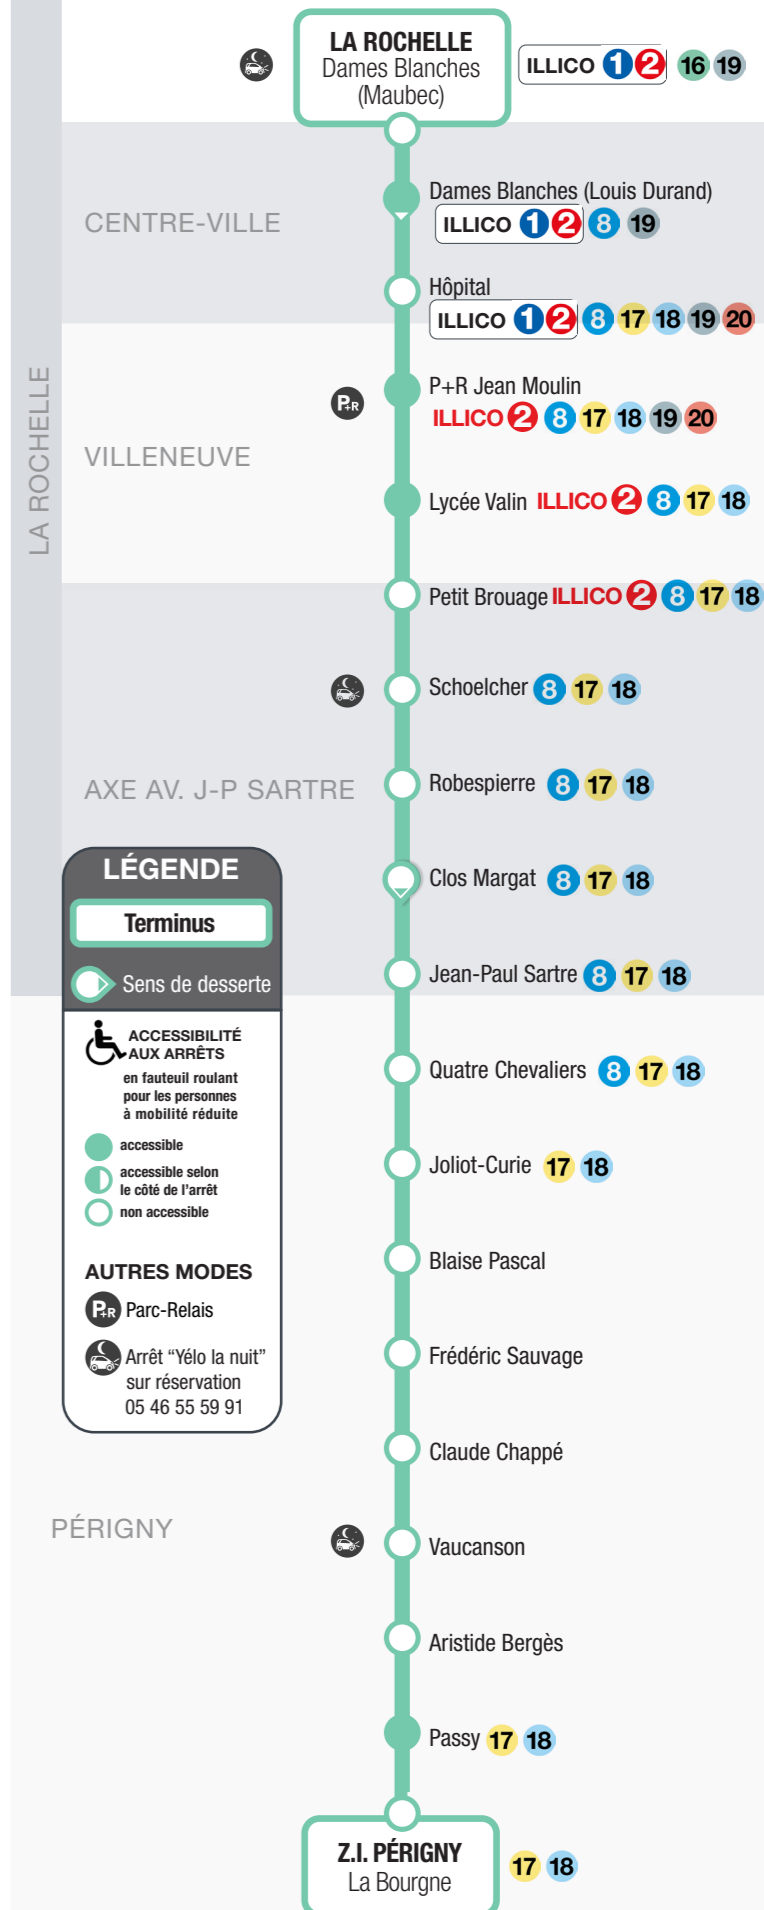 LA ROCHELLE
Dames Blanches
(Maubec)
ILLICO 1 2 16 19
LA ROCHELLE
CENTRE-VILLE
Dames Blanches (Louis Durand)
ILLICO 1 2 8 19
Hôpital
ILLICO 1 2 8 17 18 19 20
VILLENEUVE
P+R
P+R Jean Moulin
ILLICO 2 8 17 18 19 20
Lycée Valin ILLICO 2 8 17 18
AXE AV. J-P SARTRE
Petit Brouage ILLICO 2 8 17 18
Schoelcher 8 17 18
Robespierre 8 17 18
Clos Margat 8 17 18
Jean-Paul Sartre 8 17 18
PÉRIGNY
Quatre Chevaliers 8 17 18
Joliot-Curie 17 18
Blaise Pascal
Frédéric Sauvage
Claude Chappé
Vaucanson
Aristide Bergès
Passy 17 18
Z.I. PÉRIGNY
La Bourgne
17 18
LÉGENDE
Terminus
Sens de desserte
ACCESSIBILITÉ
AUX ARRÊTS
en fauteuil roulant
pour les personnes
à mobilité réduite
accessible
accessible selon
le côté de l'arrêt
non accessible
AUTRES MODES
P+R Parc-Relais
Arrêt “Yélo la nuit”
sur réservation
05 46 55 59 91